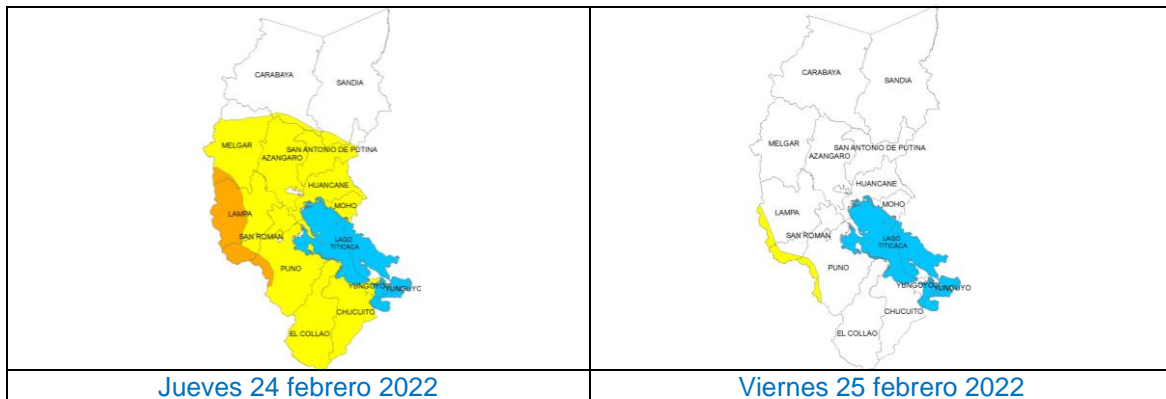 CARABAYA
SANDIA
MELGAR
SAN ANTONIO DE PUTINA
AZANGARO
HUANCANE
MOHO
LAMPA
SAN ROMAN
LAGO
TITICACA
PUNO
YUNGUYO
YUNGUYO
CHUCUITO
EL COLLAO
Jueves 24 febrero 2022
CARABAYA
SANDIA
MELGAR
SAN ANTONIO DE PUTINA
AZANGARO
HUANCANE
MOHO
LAMPA
SAN ROMAN
LAGO
TITICACA
PUNO
YUNGUYO
YUNGUYO
CHUCUITO
EL COLLAO
Viernes 25 febrero 2022